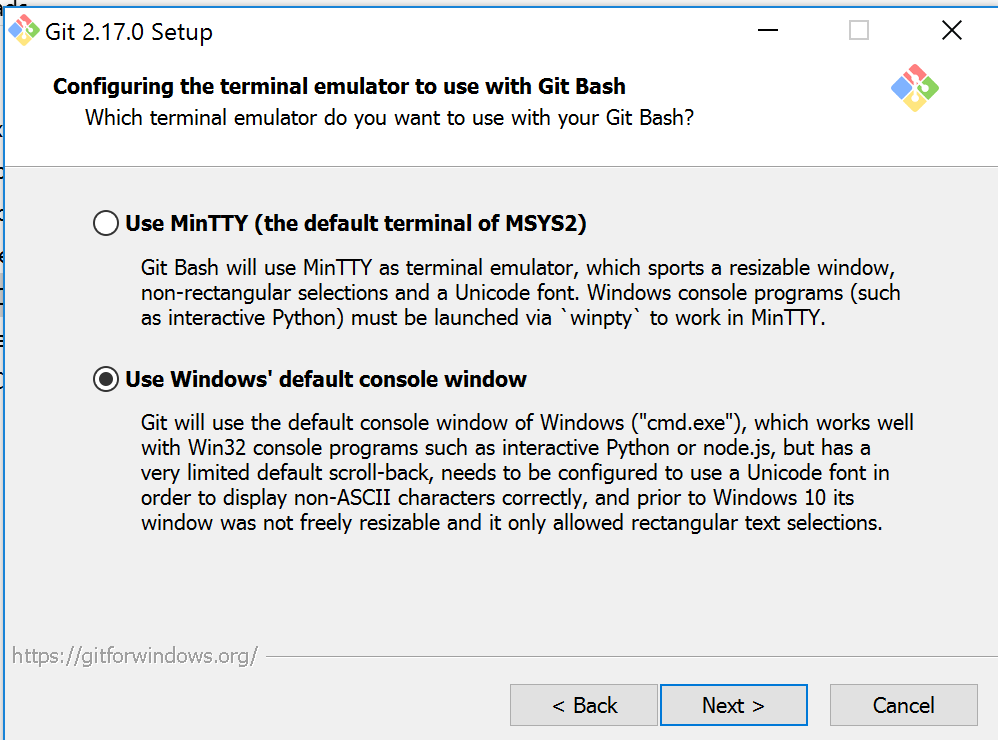 Git 2.17.0 Setup
Configuring the terminal emulator to use with Git Bash
Which terminal emulator do you want to use with your Git Bash?
Use MinTTY (the default terminal of MSYS2)
Git Bash will use MinTTY as terminal emulator, which sports a resizable window,
non-rectangular selections and a Unicode font. Windows console programs (such
as interactive Python) must be launched via `winpty` to work in MinTTY.
Use Windows' default console window
Git will use the default console window of Windows ("cmd.exe"), which works well
with Win32 console programs such as interactive Python or node.js, but has a
very limited default scroll-back, needs to be configured to use a Unicode font in
order to display non-ASCII characters correctly, and prior to Windows 10 its
window was not freely resizable and it only allowed rectangular text selections.
https://gitforwindows.org/
< Back
Next >
Cancel